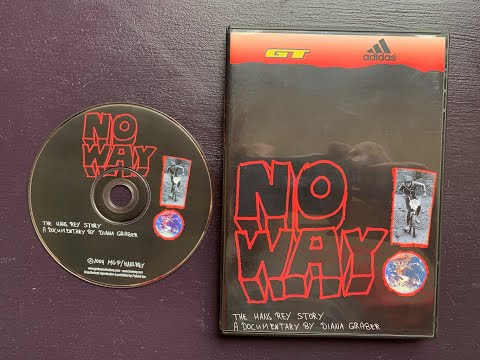 NO
WAY
THE HANS REY STORY
A DOCUMENTARY BY DIANA GRABER
GT
adidas
NO
WAY
THE HANS REY STORY
A DOCUMENTARY BY DIANA GRABER